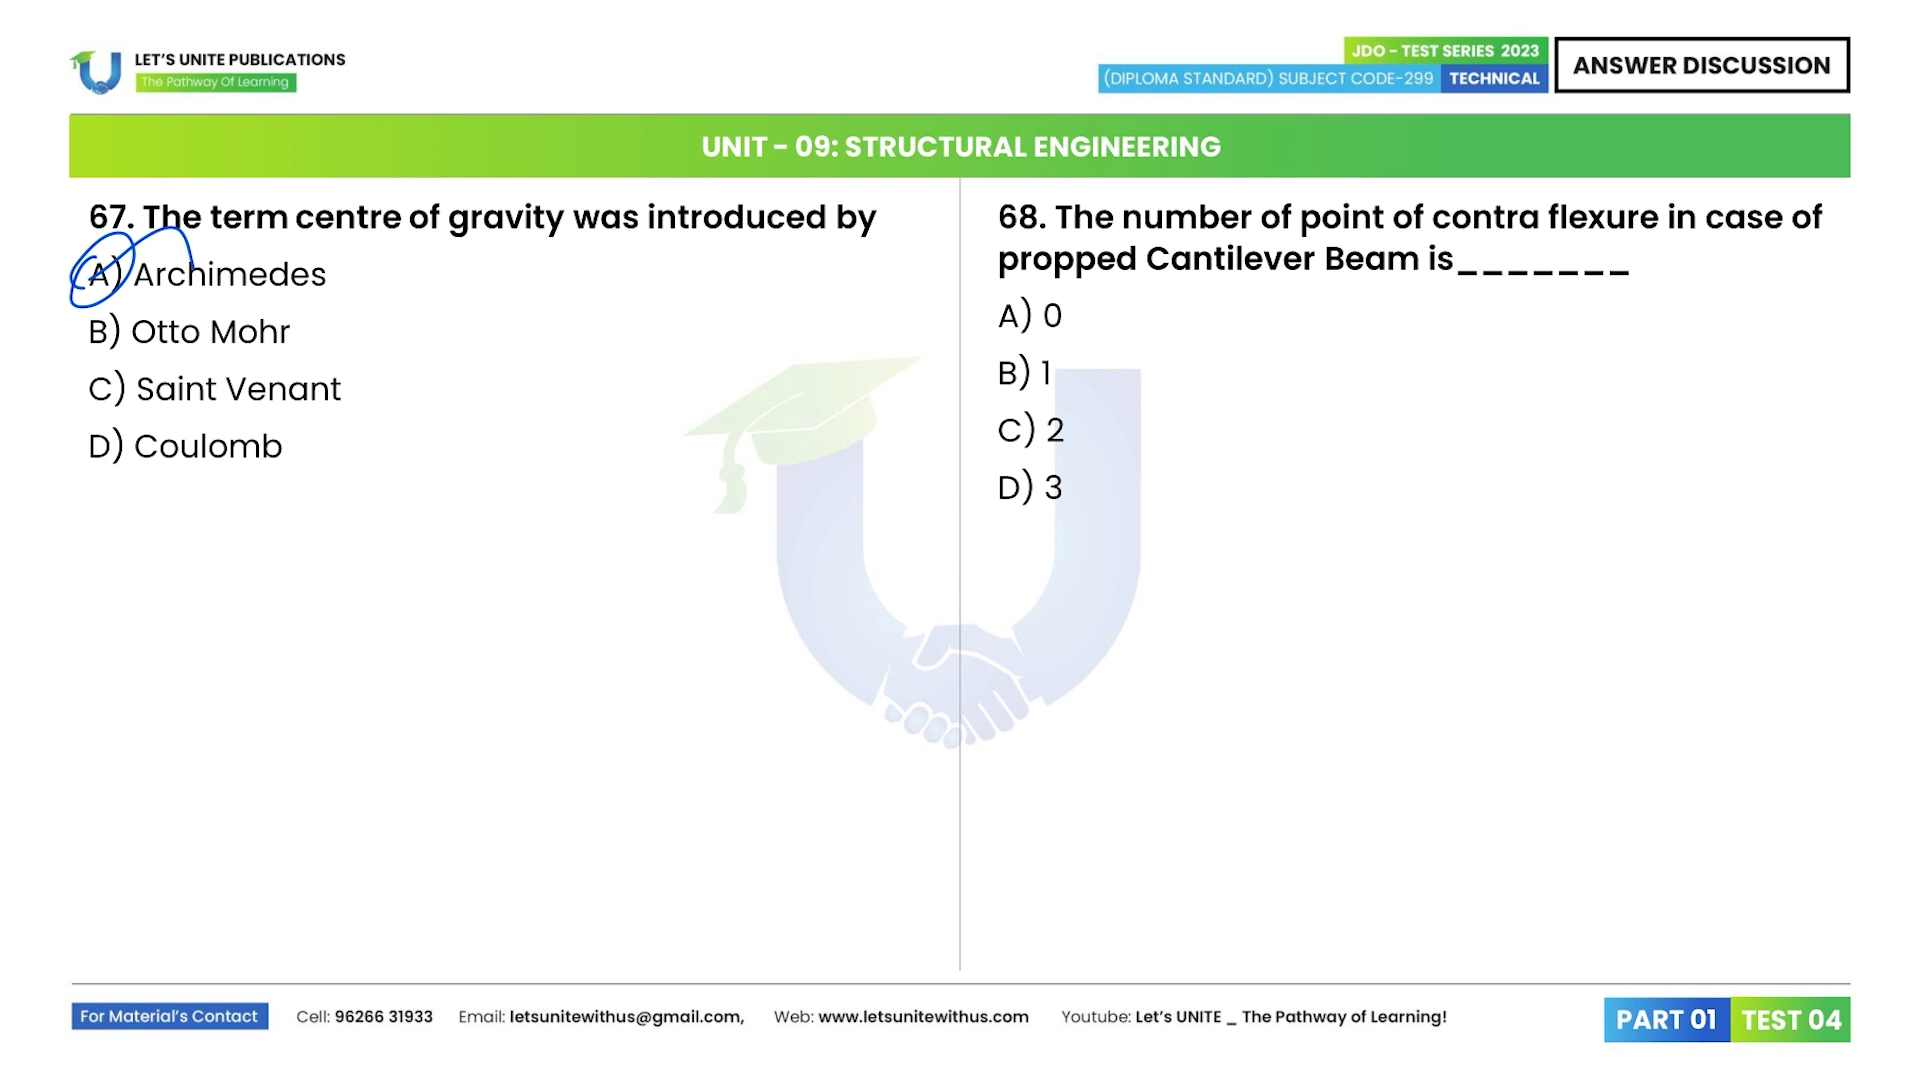 LET'S UNITE PUBLICATIONS
The Pathway Of Learning
JDO - TEST SERIES 2023
(DIPLOMA STANDARD) SUBJECT CODE-299 TECHNICAL
ANSWER DISCUSSION
UNIT - 09: STRUCTURAL ENGINEERING
67. The term centre of gravity was introduced by
A) Archimedes
B) Otto Mohr
C) Saint Venant
D) Coulomb
68. The number of point of contra flexure in case of
propped Cantilever Beam is_______
A) 0
B) 1
C) 2
D) 3
For Material's Contact Cell: 96266 31933 Email: letsunitewithus@gmail.com, Web: www.letsunitewithus.com Youtube: Let's UNITE _ The Pathway of Learning!
PART 01 TEST 04